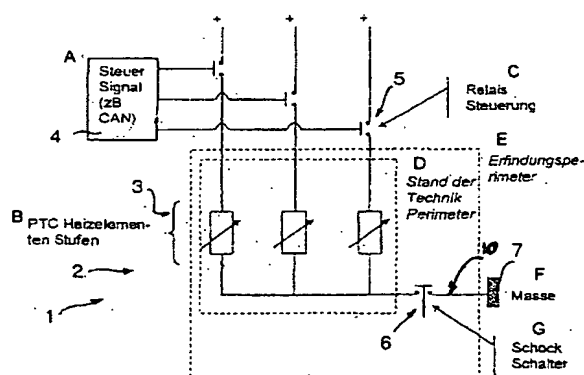 + + +
A
Steuer
Signal
(zB
CAN)
4
5
C
Relais
Steuerung
E
Erfindungspe-
rimeter
D
Stand der
Technik
Perimeter
3
B PTC Heizelemen-
ten Stufen
2
1
10
7
F
Masse
6
G
Schock
Schalter